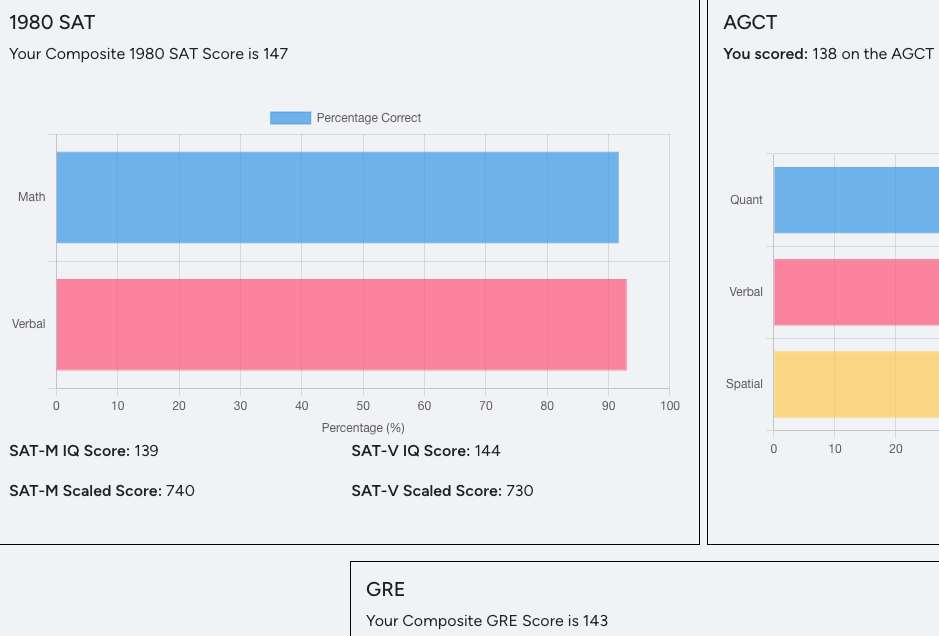 1980 SAT
Your Composite 1980 SAT Score is 147
Percentage Correct
Math
Verbal
0 10 20 30 40 50 60 70 80 90 100
Percentage (%)
SAT-M IQ Score: 139
SAT-V IQ Score: 144
SAT-M Scaled Score: 740
SAT-V Scaled Score: 730
AGCT
You scored: 138 on the AGCT
Quant
Verbal
Spatial
0 10 20
GRE
Your Composite GRE Score is 143